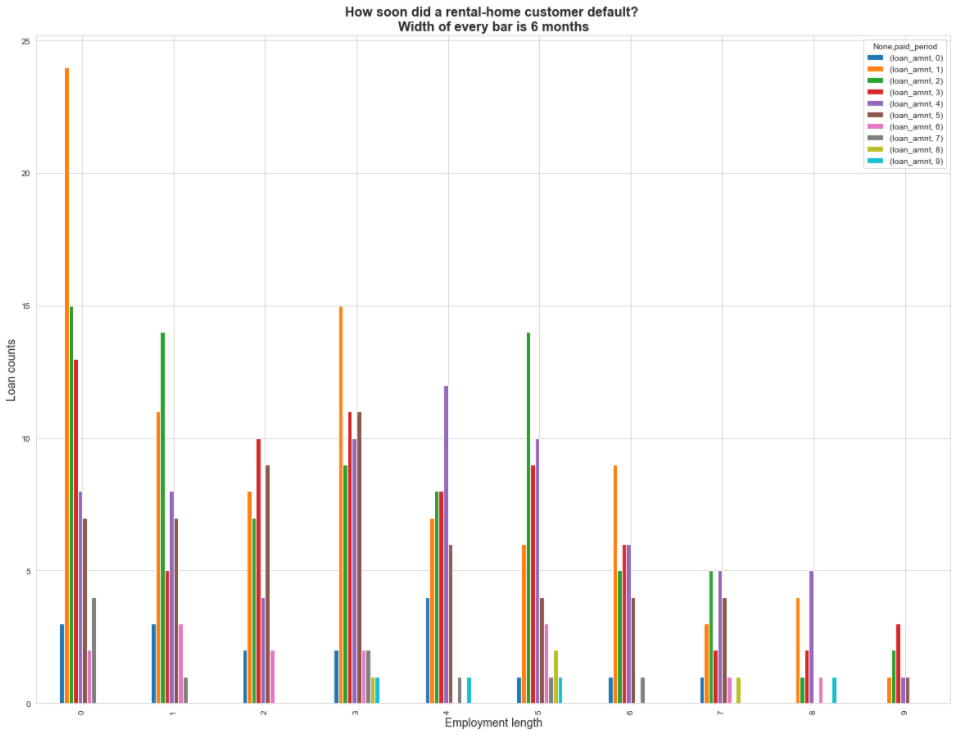 How soon did a rental-home customer default?
Width of every bar is 6 months
25
20
15
10
5
0
Loan counts
None,paid_period
(loan_amnt, 0)
(loan_amnt, 1)
(loan_amnt, 2)
(loan_amnt, 3)
(loan_amnt, 4)
(loan_amnt, 5)
(loan_amnt, 6)
(loan_amnt, 7)
(loan_amnt, 8)
(loan_amnt, 9)
0
1
2
3
4
5
6
7
8
9
Employment length